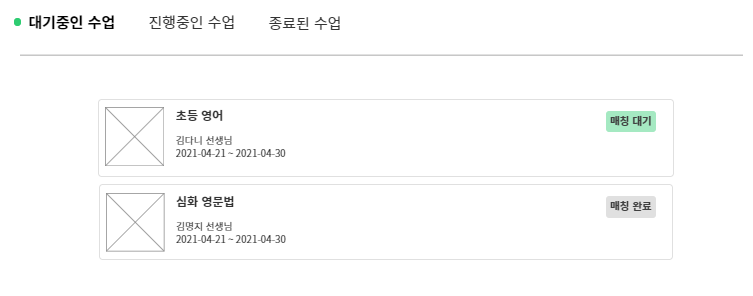 대기중인 수업 진행중인 수업 종료된 수업
초등 영어
매칭 대기
김다니 선생님
2021-04-21 ~ 2021-04-30
심화 영문법
매칭 완료
김명지 선생님
2021-04-21 ~ 2021-04-30